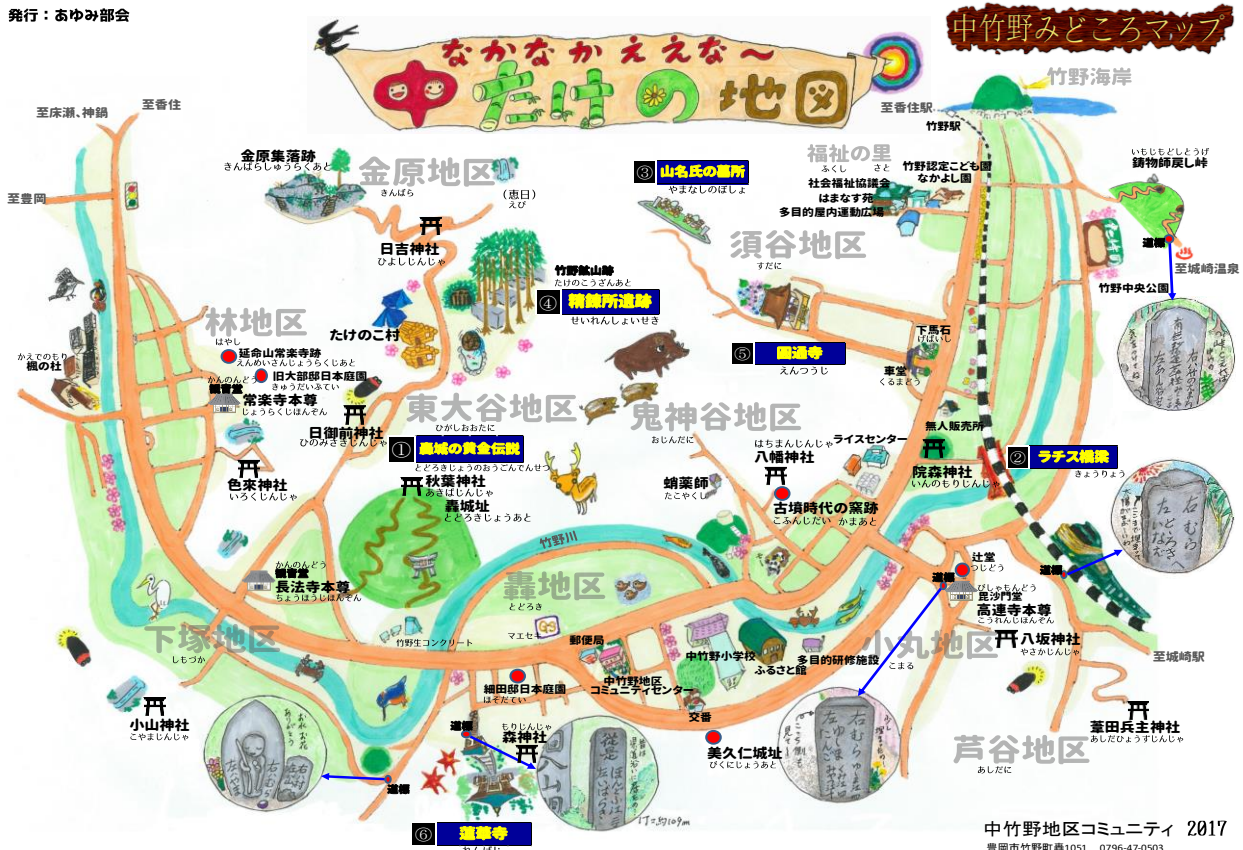 発行：あゆみ部会
なかなかええな～
中たけの地図
中竹野みどころマップ
竹野海岸
至香住駅
竹野駅
至床瀬、神鍋
至香住
至豊岡
金原集落跡
きんばらしゅうらくあと
金原地区
きんばら
（恵日）
えび
日吉神社
ひよしじんじゃ
③ 山名氏の墓所
やまなしのぼしょ
福祉の里
ふくし さと
竹野認定こども園
なかよし園
社会福祉協議会
はまなす苑
多目的屋内運動広場
いもじもどしとうげ
鋳物師戻し峠
道標
至城崎温泉
竹野中央公園
須谷地区
すだに
竹野鉱山跡
たけのこうざんあと
④ 精錬所遺跡
せいれんしょいせき
林地区
はやし
延命山常楽寺跡
えんめいさんじょうらくじあと
旧大部邸日本庭園
きゅうだいぶてい
かんのんどう
観音堂
常楽寺本尊
じょうらくじほんぞん
かえでのもり
楓の杜
たけのこ村
⑤ 圓通寺
えんつうじ
下馬石
げばいし
車堂
くるまどう
日御前神社
ひのみさきじんじゃ
東大谷地区
ひがしおおたに
鬼神谷地区
おじんだに
① 轟城の黄金伝説
とどろきじょうのおうごんでんせつ
秋葉神社
あきばじんじゃ
轟城址
とどろきじょうあと
色來神社
いろくじんじゃ
はちまんじんじゃ
八幡神社
ライスセンター
無人販売所
院森神社
いんのもりじんじゃ
② ラチス橋梁
きょうりょう
蛸薬師
たこやくし
古墳時代の窯跡
こふんじだい かまあと
竹野川
かんのんどう
観音堂
長法寺本尊
ちょうほうじほんぞん
轟地区
とどろき
辻堂
つじどう
道標
びしゃもんどう
毘沙門堂
高連寺本尊
こうれんじほんぞん
道標
下塚地区
しもづか
竹野生コンクリート
マエセキ
郵便局
中竹野小学校
ふるさと館
多目的研修施設
小丸地区
こまる
八坂神社
やさかじんじゃ
至城崎駅
中竹野地区
コミュニティセンター
細田邸日本庭園
ほそだてい
小山神社
こやまじんじゃ
道標
もりじんじゃ
森神社
交番
美久仁城址
びくにじょうあと
葦田兵主神社
あしだひょうずじんじゃ
芦谷地区
あしだに
道標
⑥ 蓮華寺
れんげじ
1丁=約109m
中竹野地区コミュニティ 2017
豊岡市竹野町轟1051 0796-47-0503